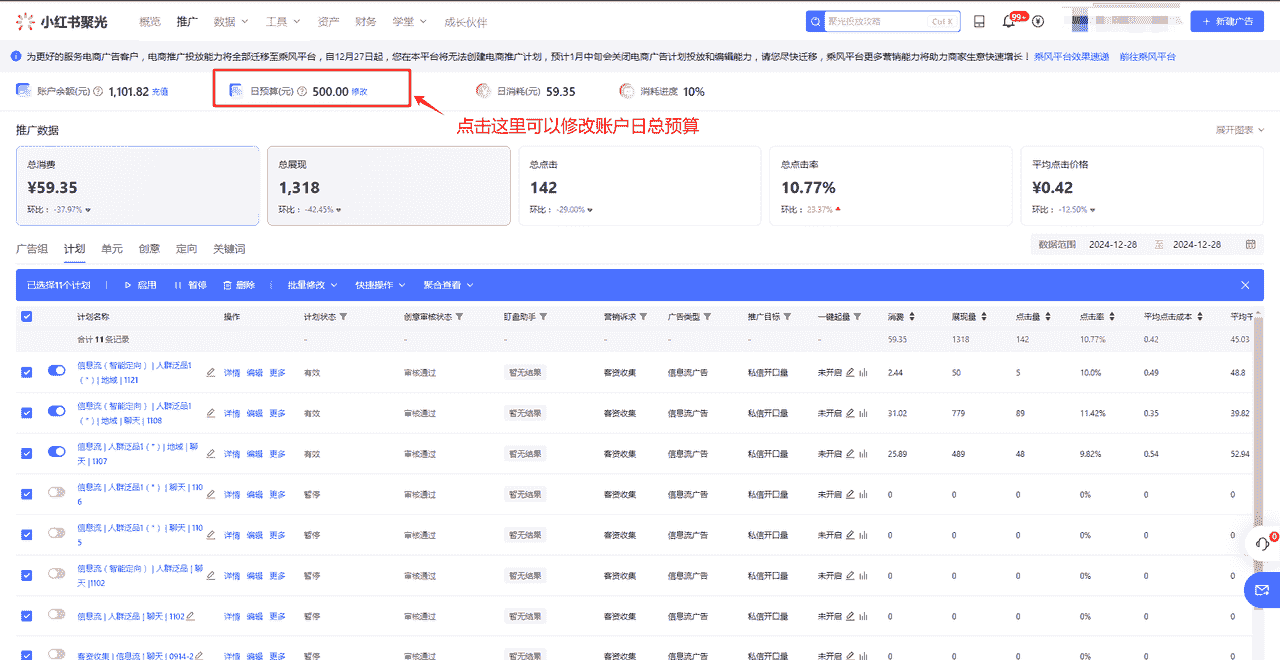 小红书聚光 概览 推广 数据 工具 资产 财务 学堂 成长伙伴 聚光投放攻略 Ctrl K 99+ + 新建广告
为更好的服务电商广告客户，电商推广投放能力将全部迁移至乘风平台，自12月27日起，您在本平台将无法创建电商推广计划，预计1月中旬会关闭电商广告计划投放和编辑能力，请您尽快迁移，乘风平台更多营销能力将助力商家生意快速增长！ 乘风平台效果速递 前往乘风平台
账户余额(元) 1,101.82 充值 日预算(元) 500.00 修改 日消耗(元) 59.35 消耗进度 10%
点击这里可以修改账户日总预算
推广数据 展开图表
总消费 总展现 总点击 总点击率 平均点击价格
¥59.35 1,318 142 10.77% ¥0.42
环比： -37.97% 环比： -42.45% 环比： -29.00% 环比： 23.37% 环比： -12.50%
广告组 计划 单元 创意 定向 关键词 数据范围 2024-12-28 至 2024-12-28
已选择11个计划 启用 暂停 删除 批量修改 快捷操作 聚合查看
计划名称 操作 计划状态 创意审核状态 盯盘助手 营销诉求 广告类型 推广目标 一键起量 消费 展现量 点击量 点击率 平均点击成本 平均千
合计 11 条记录 - - - - - - - 59.35 1318 142 10.77% 0.42 45.03
信息流（智能定向） | 人群泛品1
（*）| 地域 | 1121 详情 编辑 更多 有效 审核通过 暂无结果 客资收集 信息流广告 私信开口量 未开启 2.44 50 5 10.0% 0.49 48.8
信息流（智能定向） | 人群泛品1
（*）| 地域 | 聊天 | 1108 详情 编辑 更多 有效 审核通过 暂无结果 客资收集 信息流广告 私信开口量 未开启 31.02 779 89 11.42% 0.35 39.82
信息流 | 人群泛品1（*）| 地域 | 聊
天 | 1107 详情 编辑 更多 有效 审核通过 暂无结果 客资收集 信息流广告 私信开口量 未开启 25.89 489 48 9.82% 0.54 52.94
信息流 | 人群泛品1（*）| 聊天 | 110
6 详情 编辑 更多 暂停 审核通过 暂无结果 客资收集 信息流广告 私信开口量 未开启 0 0 0 0% 0 0
信息流 | 人群泛品1（*）| 聊天 | 110
5 详情 编辑 更多 暂停 审核通过 暂无结果 客资收集 信息流广告 私信开口量 未开启 0 0 0 0% 0 0
信息流（智能定向） | 人群泛品 | 聊
天 |1102 详情 编辑 更多 暂停 审核通过 暂无结果 客资收集 信息流广告 私信开口量 未开启 0 0 0 0% 0 0
信息流 | 人群泛品 | 聊天 | 1102 详情 编辑 更多 暂停 审核通过 暂无结果 客资收集 信息流广告 私信开口量 未开启 0 0 0 0% 0 0
客资收集 | 信息流 | 聊天 | 0914-2 详情 编辑 更多 暂停 审核通过 暂无结果 客资收集 信息流广告 私信开口量 未开启 0 0 0 0% 0 0